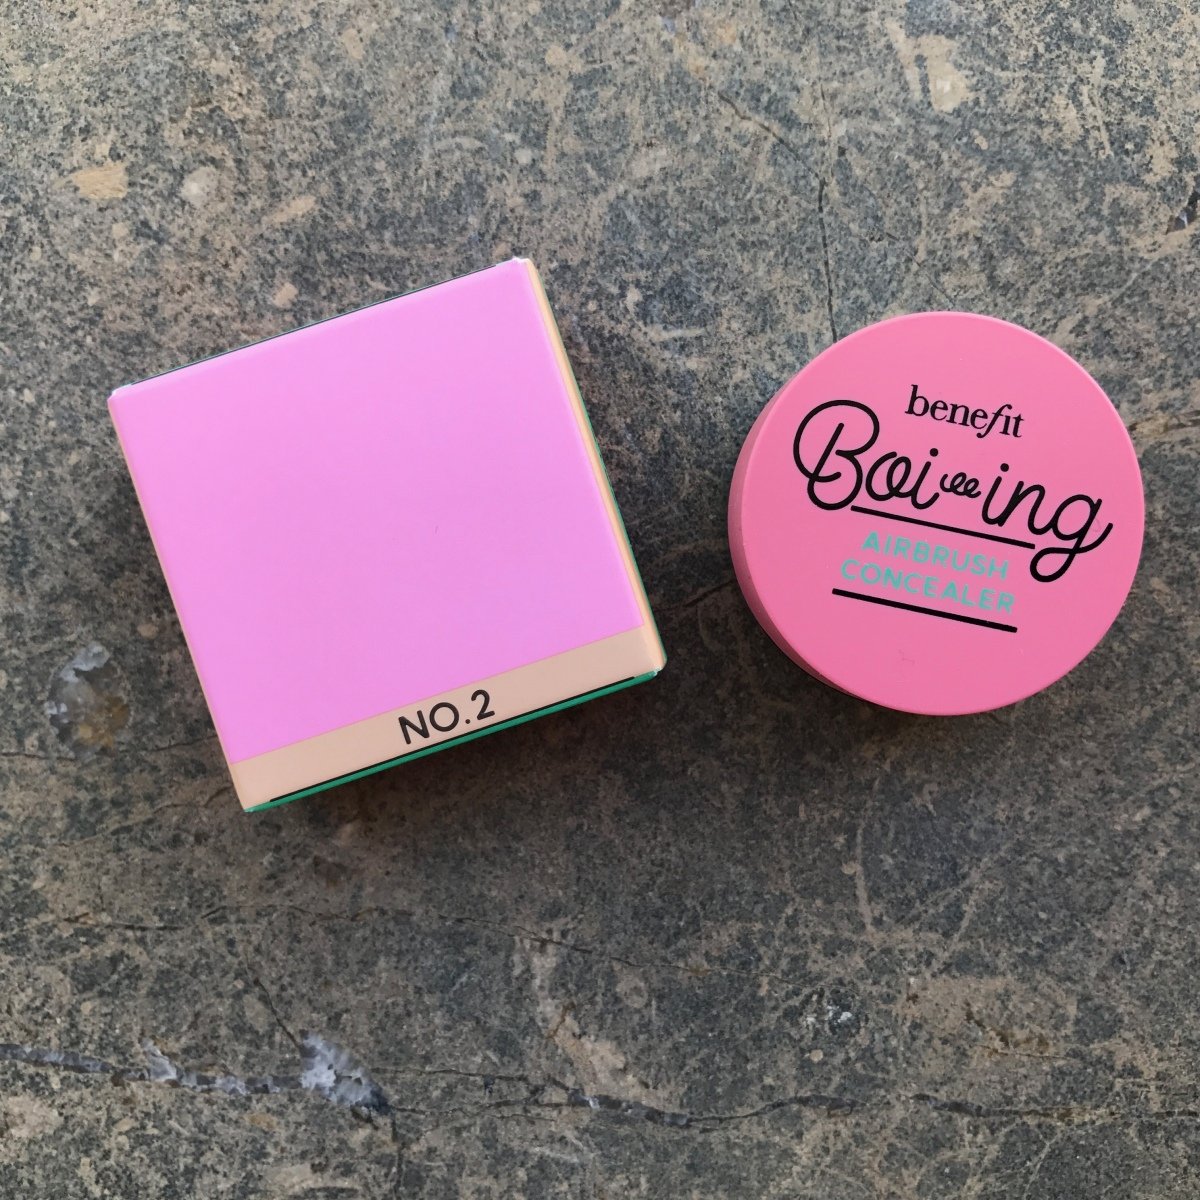 NO.2
benefit
Boi-ing
AIRBRUSH
CONCEALER